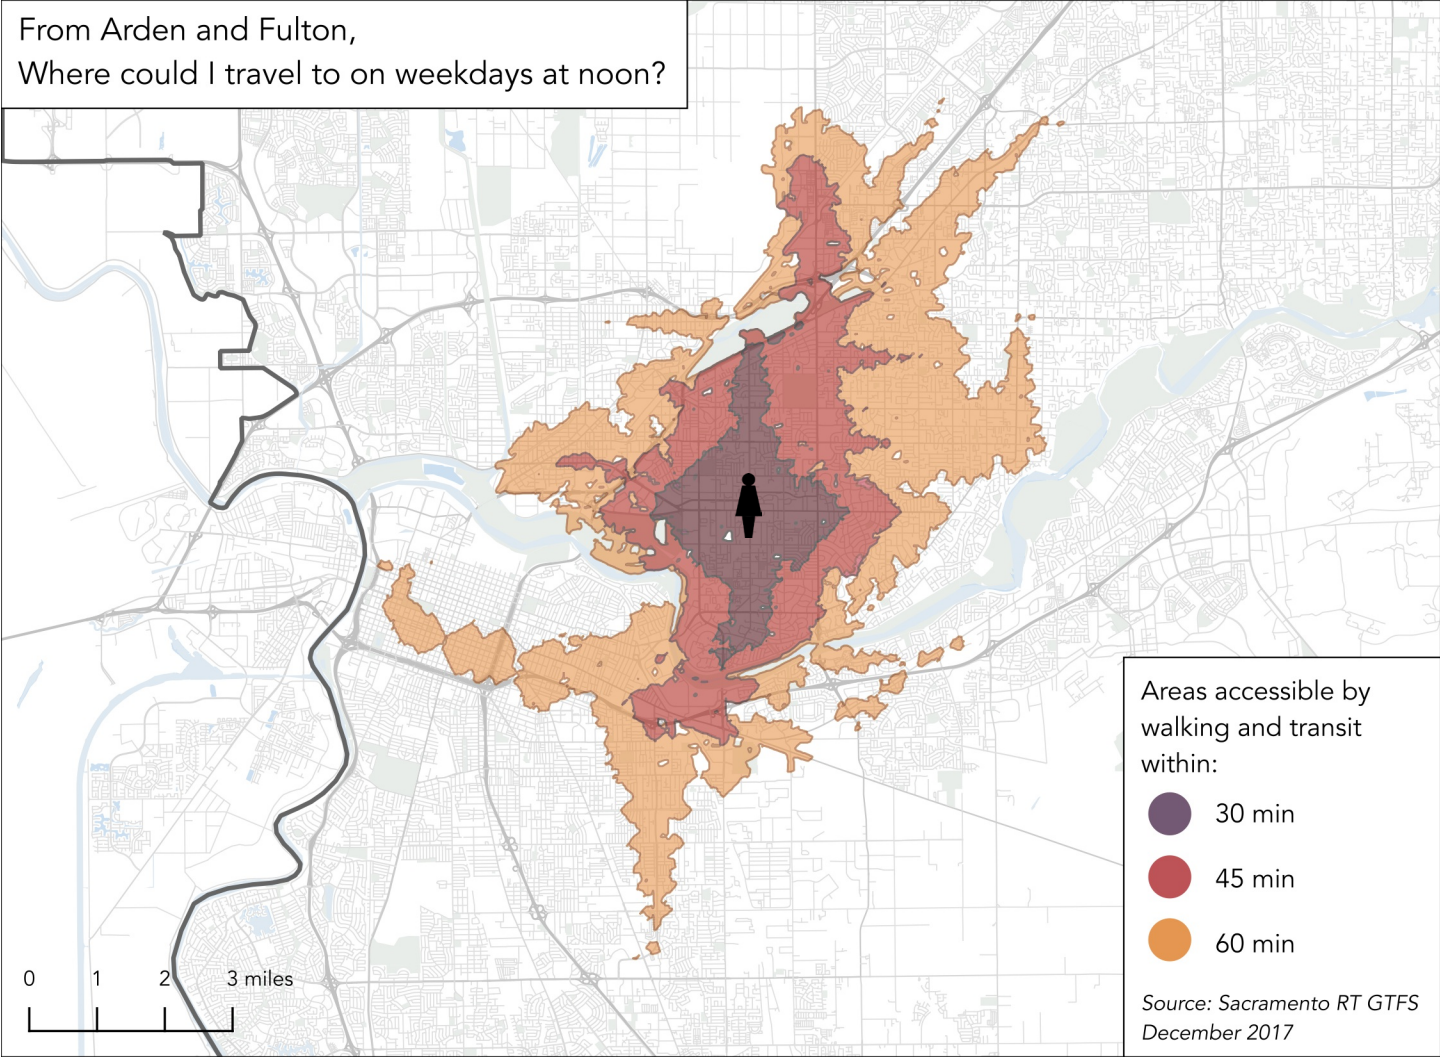 From Arden and Fulton,
Where could I travel to on weekdays at noon?
Areas accessible by
walking and transit
within:
30 min
45 min
60 min
Source: Sacramento RT GTFS
December 2017
0 1 2 3 miles